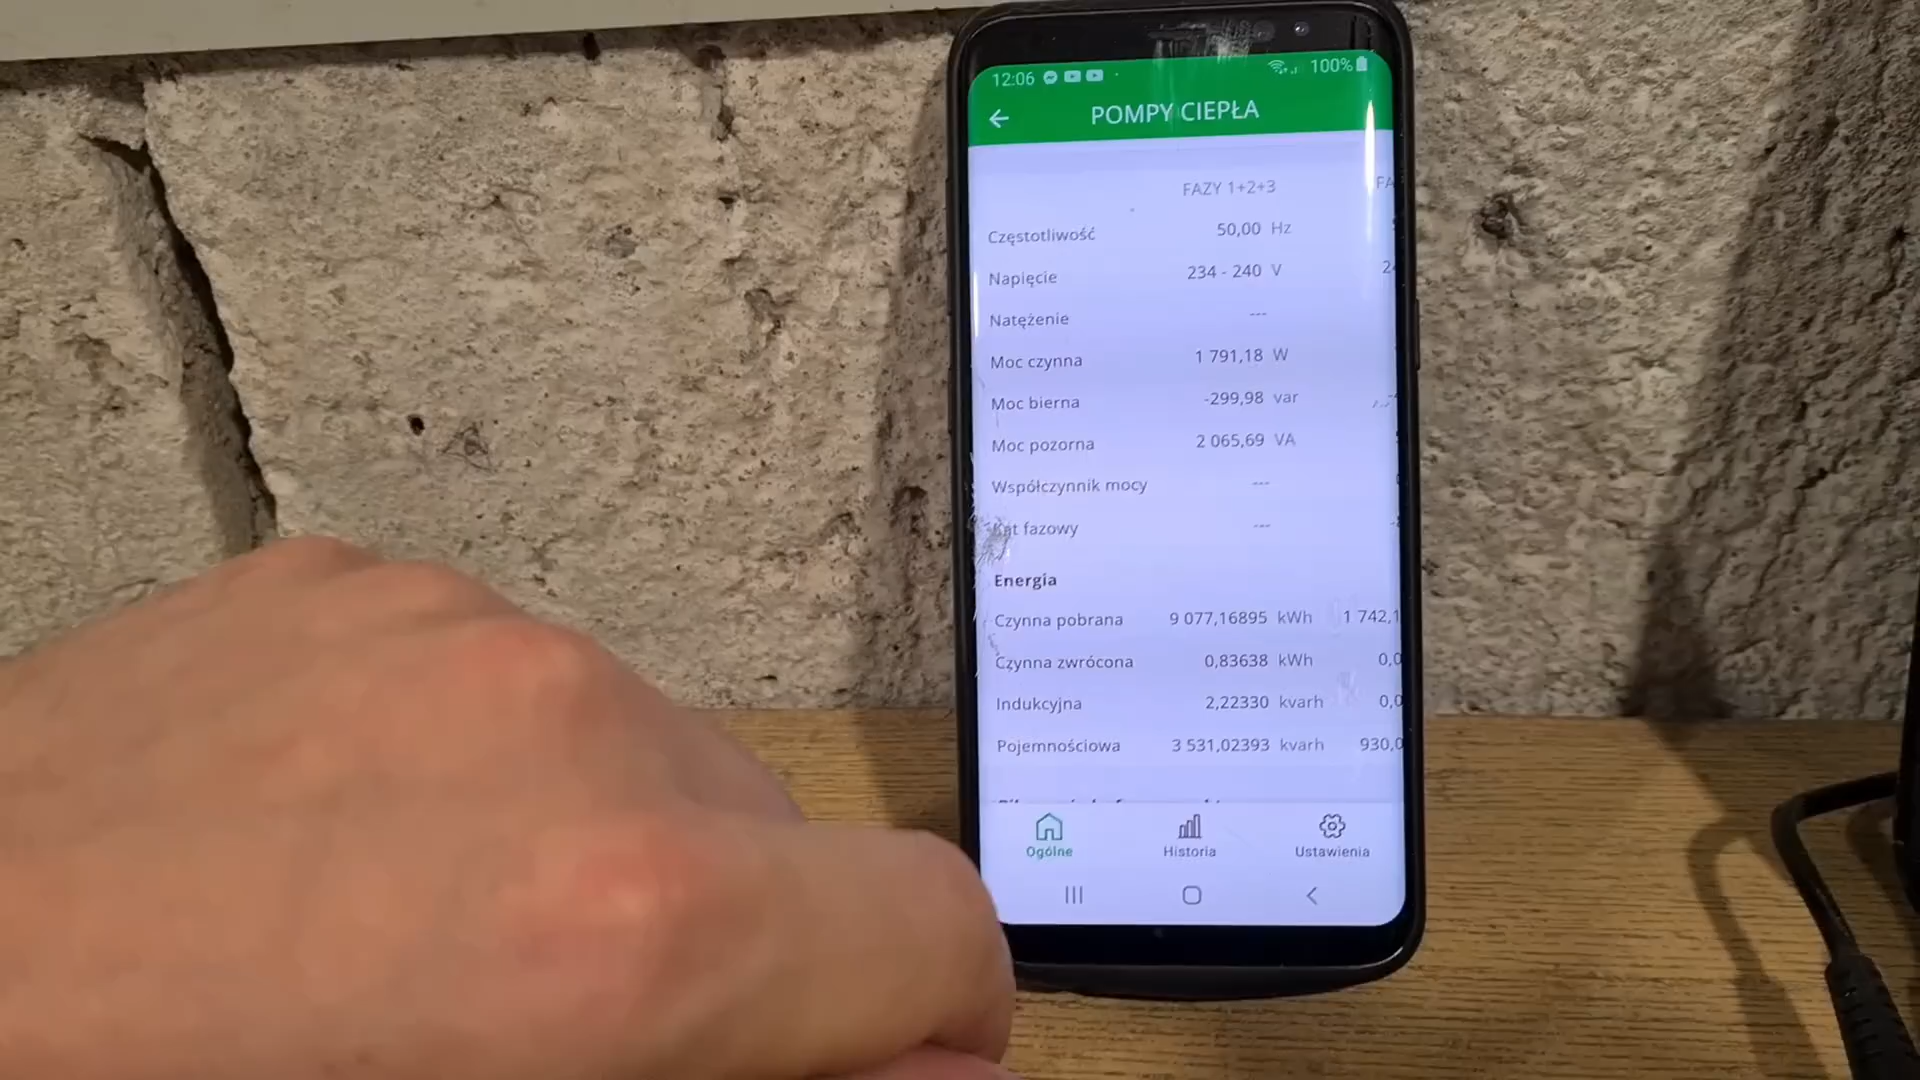 12:06 100%
POMPY CIEPŁA
FAZY 1+2+3 FA
Częstotliwość 50,00 Hz
Napięcie 234 - 240 V 24
Natężenie ---
Moc czynna 1 791,18 W
Moc bierna -299,98 var
Moc pozorna 2 065,69 VA
Współczynnik mocy ---
Kąt fazowy ---
Energia
Czynna pobrana 9 077,16895 kWh 1 742,1
Czynna zwrócona 0,83638 kWh 0,0
Indukcyjna 2,22330 kvarh 0,0
Pojemnościowa 3 531,02393 kvarh 930,0
Ogólne Historia Ustawienia